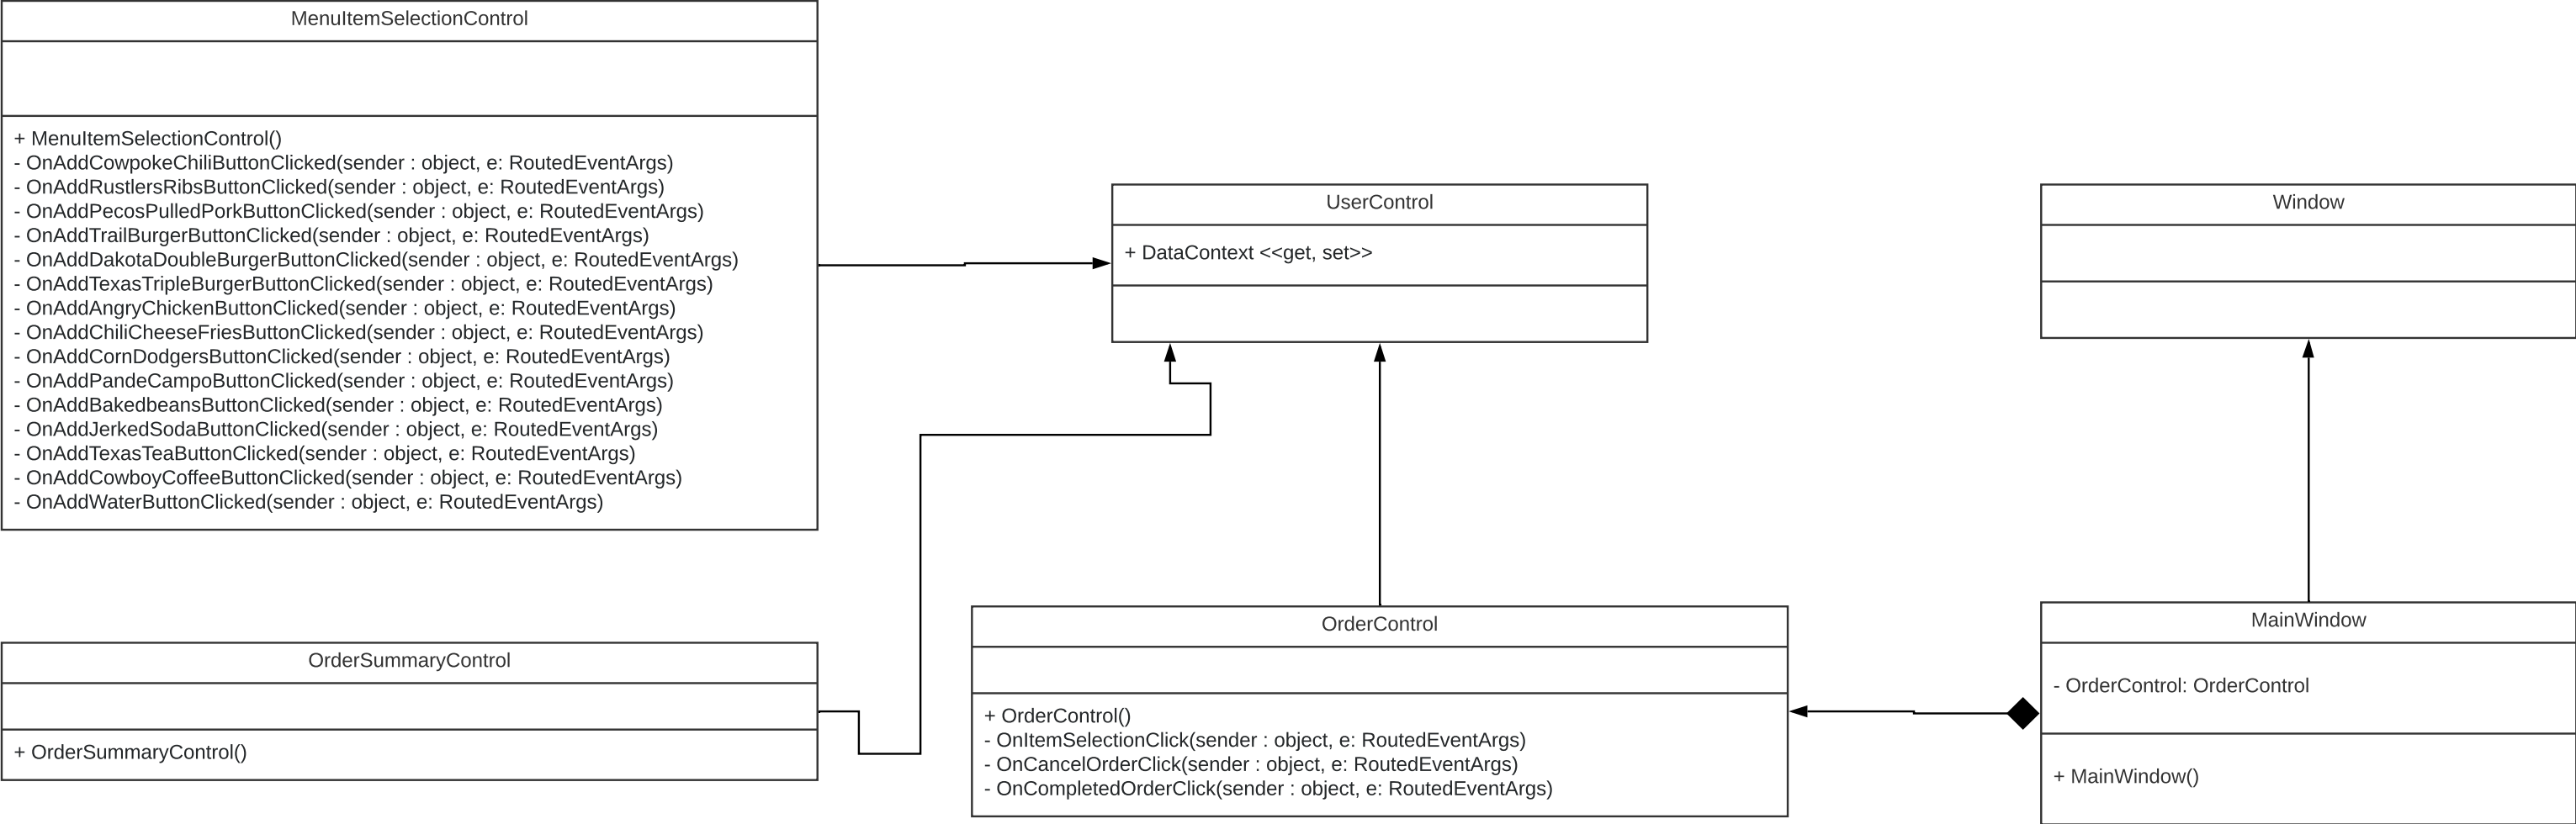 MenuItemSelectionControl
+ MenuItemSelectionControl()
- OnAddCowpokeChiliButtonClicked(sender : object, e: RoutedEventArgs)
- OnAddRustlersRibsButtonClicked(sender : object, e: RoutedEventArgs)
- OnAddPecosPulledPorkButtonClicked(sender : object, e: RoutedEventArgs)
- OnAddTrailBurgerButtonClicked(sender : object, e: RoutedEventArgs)
- OnAddDakotaDoubleBurgerButtonClicked(sender : object, e: RoutedEventArgs)
- OnAddTexasTripleBurgerButtonClicked(sender : object, e: RoutedEventArgs)
- OnAddAngryChickenButtonClicked(sender : object, e: RoutedEventArgs)
- OnAddChiliCheeseFriesButtonClicked(sender : object, e: RoutedEventArgs)
- OnAddCornDodgersButtonClicked(sender : object, e: RoutedEventArgs)
- OnAddPandeCampoButtonClicked(sender : object, e: RoutedEventArgs)
- OnAddBakedbeansButtonClicked(sender : object, e: RoutedEventArgs)
- OnAddJerkedSodaButtonClicked(sender : object, e: RoutedEventArgs)
- OnAddTexasTeaButtonClicked(sender : object, e: RoutedEventArgs)
- OnAddCowboyCoffeeButtonClicked(sender : object, e: RoutedEventArgs)
- OnAddWaterButtonClicked(sender : object, e: RoutedEventArgs)
UserControl
+ DataContext <<get, set>>
Window
OrderSummaryControl
+ OrderSummaryControl()
OrderControl
+ OrderControl()
- OnItemSelectionClick(sender : object, e: RoutedEventArgs)
- OnCancelOrderClick(sender : object, e: RoutedEventArgs)
- OnCompletedOrderClick(sender : object, e: RoutedEventArgs)
MainWindow
- OrderControl: OrderControl
+ MainWindow()